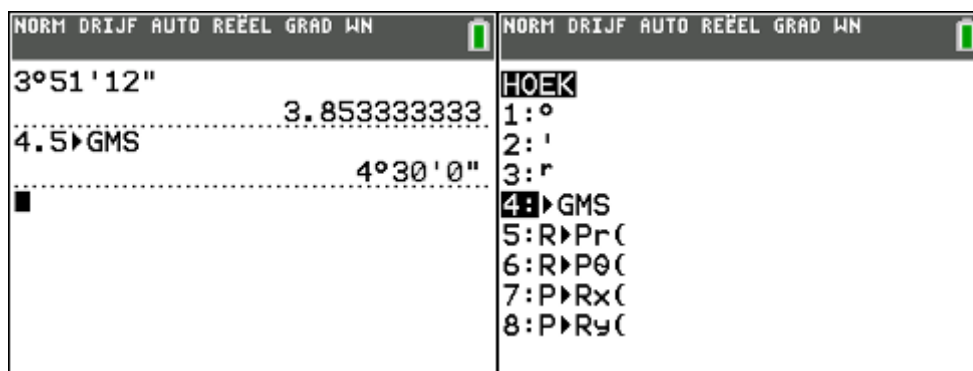 NORM DRIJF AUTO REËEL GRAD WN
3°51'12"
3.853333333
4.5►GMS
4°30'0"
NORM DRIJF AUTO REËEL GRAD WN
HOEK
1:°
2:'
3:ʳ
4:►GMS
5:R►Pr(
6:R►Pθ(
7:P►Rx(
8:P►Ry(